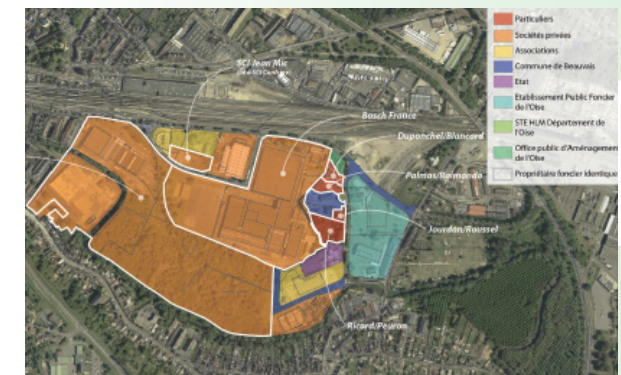 Particuliers
Sociétés privées
Associations
Commune de Beauvais
Etat
Etablissement Public Foncier
de l'Oise
STE HLM Département de
l'Oise
Office public d'Aménagement
de l'Oise
Propriétaire foncier identique
SCI Jean Mic
Bosch France
Duponchel/Blancard
Palmas/Raimondo
Jourdan/Roussel
Ricard/Peuron